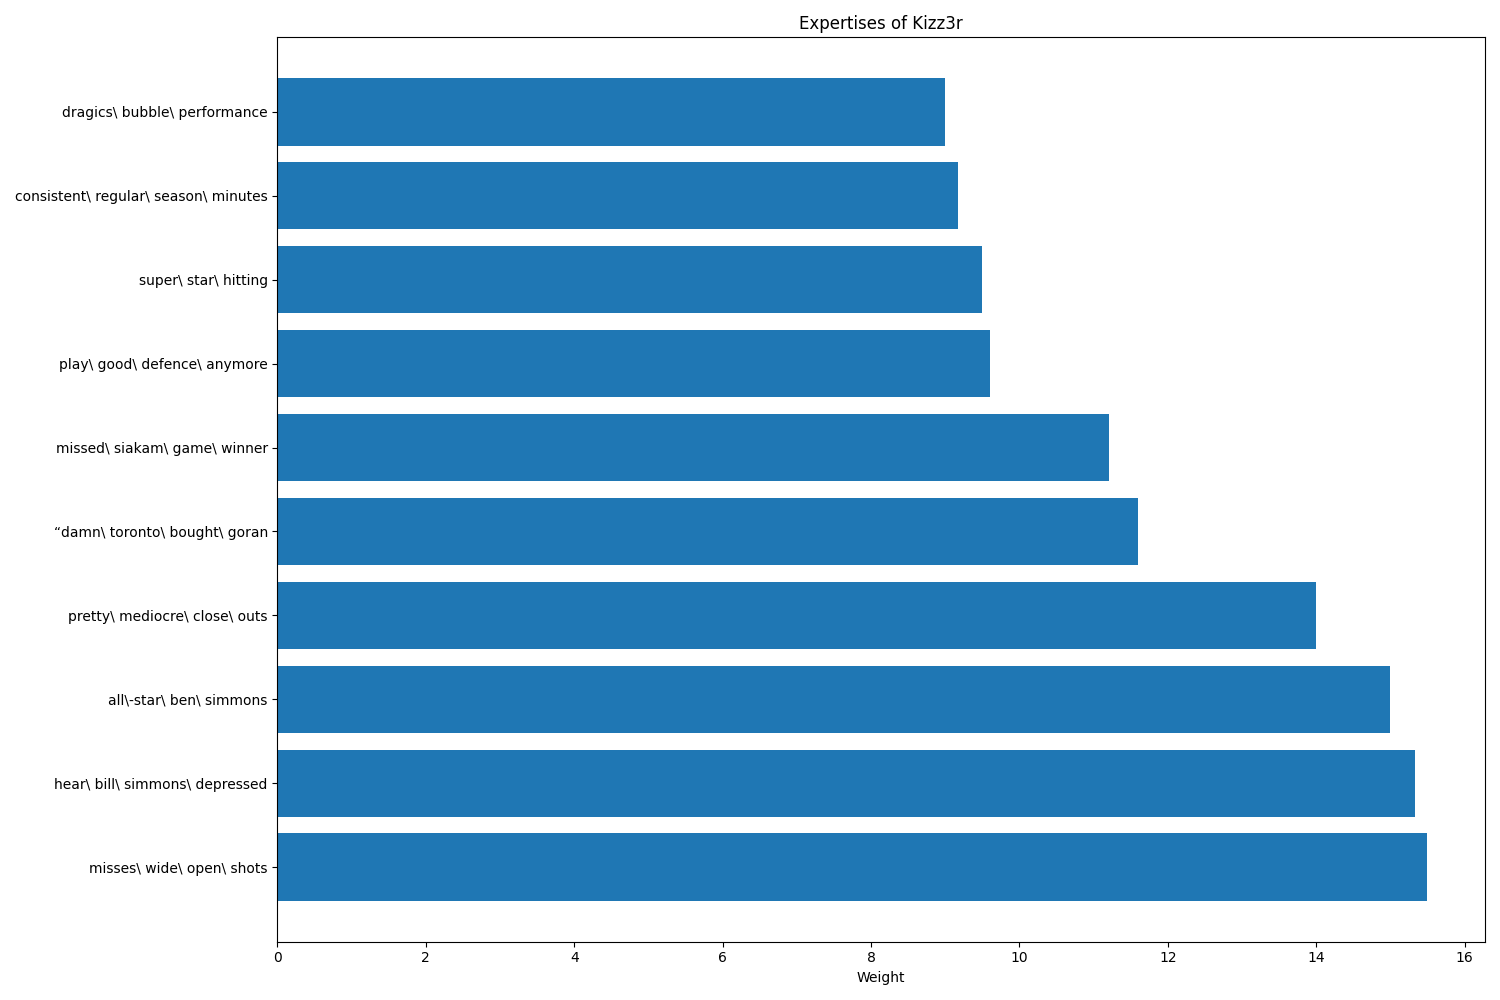 Expertises of Kizz3r
dragics\ bubble\ performance
consistent\ regular\ season\ minutes
super\ star\ hitting
play\ good\ defence\ anymore
missed\ siakam\ game\ winner
“damn\ toronto\ bought\ goran
pretty\ mediocre\ close\ outs
all\-star\ ben\ simmons
hear\ bill\ simmons\ depressed
misses\ wide\ open\ shots
0 2 4 6 8 10 12 14 16
Weight